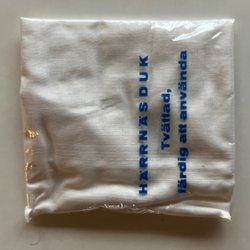 HÄRRNÄSDUK
Tvättad,
färdig att använda